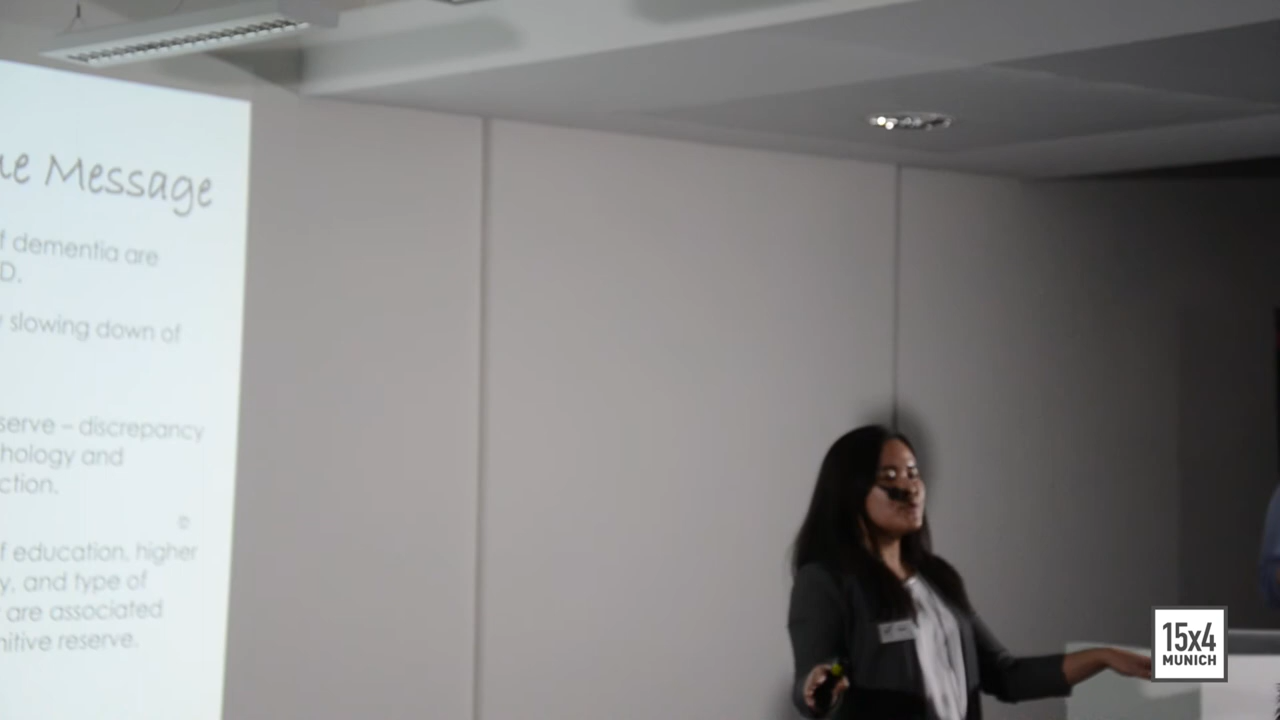 Message
dementia are
D.
slowing down of
serve – discrepancy
hology and
ction.
f education, higher
y, and type of
are associated
nitive reserve.
15x4
MUNICH